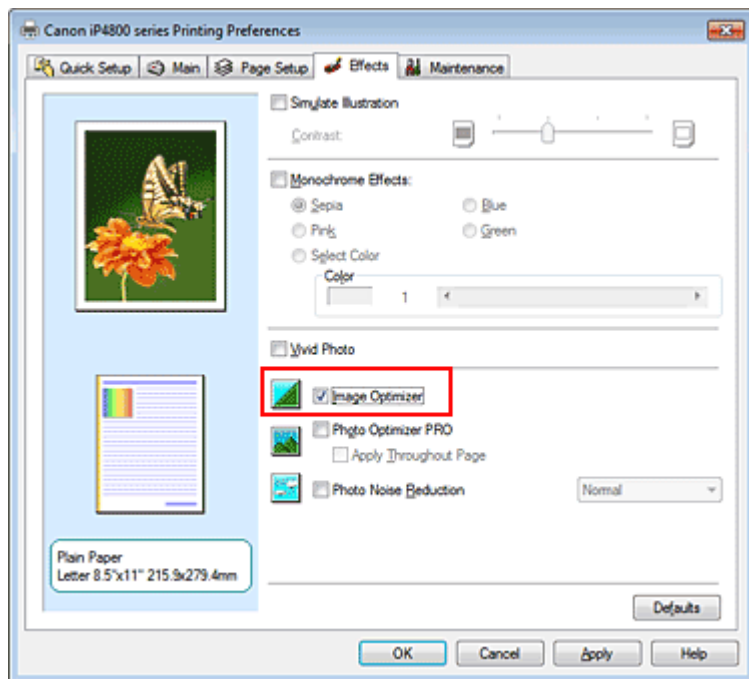 Canon iP4800 series Printing Preferences
Quick Setup Main Page Setup Effects Maintenance
Simulate Illustration
Contrast:
Monochrome Effects:
Sepia Blue
Pink Green
Select Color
Color
1
Vivid Photo
Image Optimizer
Photo Optimizer PRO
Apply Throughout Page
Photo Noise Reduction Normal
Plain Paper
Letter 8.5"x11" 215.9x279.4mm
Defaults
OK Cancel Apply Help